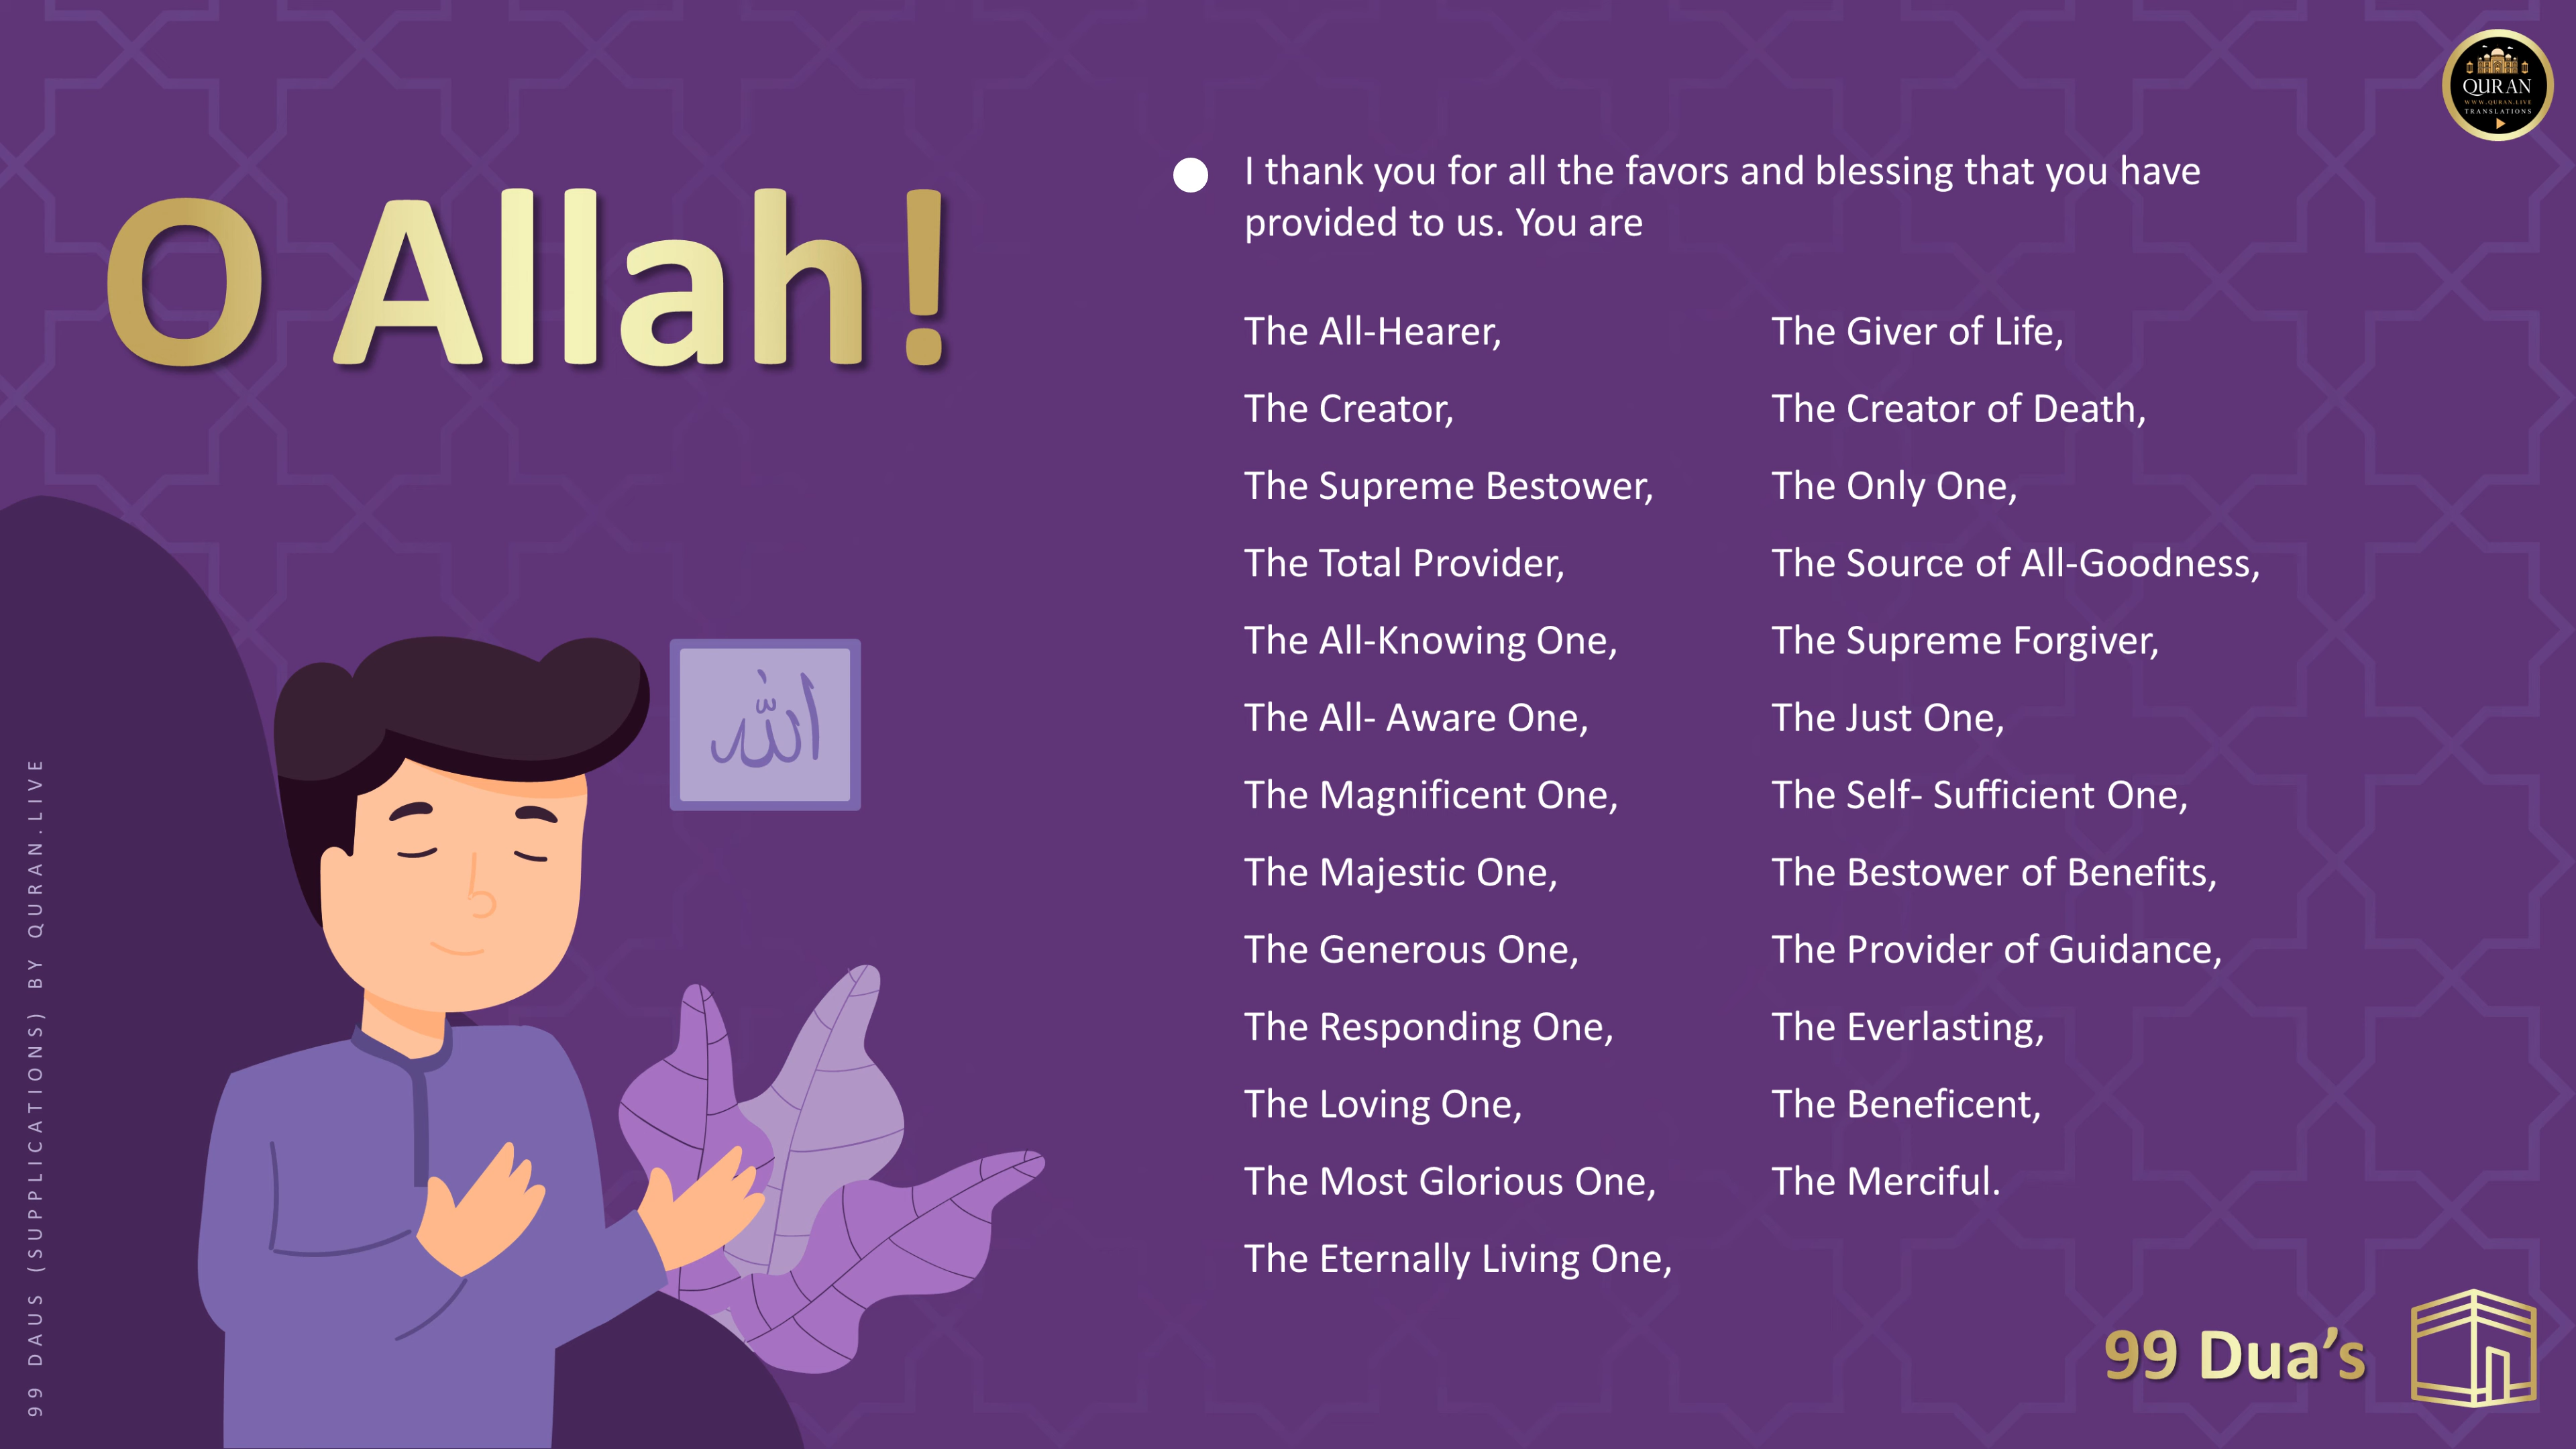 O Allah!
I thank you for all the favors and blessing that you have
provided to us. You are
The All-Hearer,
The Creator,
The Supreme Bestower,
The Total Provider,
The All-Knowing One,
The All- Aware One,
The Magnificent One,
The Majestic One,
The Generous One,
The Responding One,
The Loving One,
The Most Glorious One,
The Eternally Living One,
The Giver of Life,
The Creator of Death,
The Only One,
The Source of All-Goodness,
The Supreme Forgiver,
The Just One,
The Self- Sufficient One,
The Bestower of Benefits,
The Provider of Guidance,
The Everlasting,
The Beneficent,
The Merciful.
الله
99 DAUS (SUPPLICATIONS) BY QURAN.LIVE
QURAN
WWW.QURAN.LIVE
TRANSLATIONS
99 Dua’s